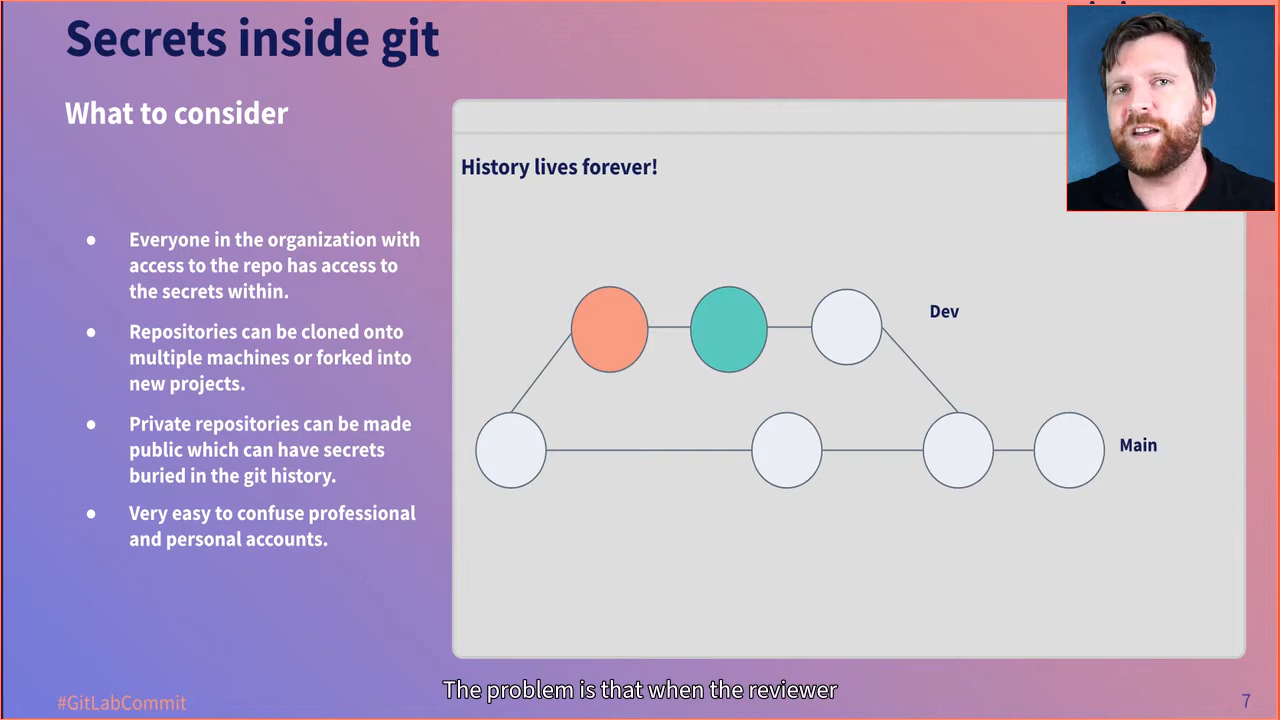 Secrets inside git
What to consider
● Everyone in the organization with
access to the repo has access to
the secrets within.
● Repositories can be cloned onto
multiple machines or forked into
new projects.
● Private repositories can be made
public which can have secrets
buried in the git history.
● Very easy to confuse professional
and personal accounts.
History lives forever!
Dev
Main
The problem is that when the reviewer
#GitLabCommit
7